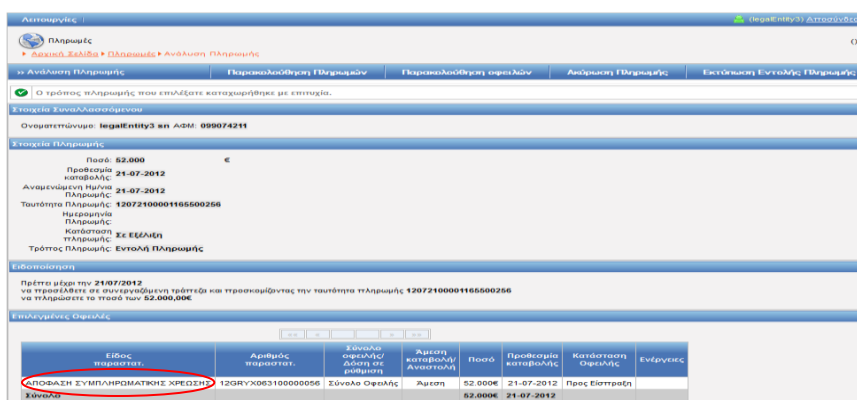 Λειτουργίες
(legalEntity3) Αποσύνδεσ
Πληρωμές
Αρχική Σελίδα Πληρωμές Ανάλυση Πληρωμής
›› Ανάλυση Πληρωμής Παρακολούθηση Πληρωμών Παρακολούθηση οφειλών Ακύρωση Πληρωμής Εκτύπωση Εντολής Πληρωμής
Ο τρόπος πληρωμής που επιλέξατε καταχωρήθηκε με επιτυχία.
Στοιχεία Συναλλασσόμενου
Ονοματεπώνυμο: legalEntity3 sn ΑΦΜ: 099074211
Στοιχεία Πληρωμής
Ποσό: 52.000 €
Προθεσμία
καταβολής: 21-07-2012
Αναμενώμενη Ημ/νια
Πληρωμής: 21-07-2012
Ταυτότητα Πληρωμής: 12072100001165500256
Ημερομηνία
Πληρωμής:
Κατάσταση
πληρωμής: Σε Εξέλιξη
Τρόπος Πληρωμής: Εντολή Πληρωμής
Ειδοποίηση
Πρέπει μέχρι την 21/07/2012
να προσέλθετε σε συνεργαζόμενη τράπεζα και προσκομίζοντας την ταυτότητα πληρωμής 12072100001165500256
να πληρώσετε το ποσό των 52.000,00€
Επιλεγμένες Οφειλές
<< < > >>
Είδος παραστατ. Αριθμός παραστατ. Σύνολο οφειλής/ Δόση σε ρύθμιση Άμεση καταβολή/ Αναστολή Ποσό Προθεσμία καταβολής Κατάσταση Οφειλής Ενέργειες
ΑΠΟΦΑΣΗ ΣΥΜΠΛΗΡΩΜΑΤΙΚΗΣ ΧΡΕΩΣΗΣ 12GRYX063100000056 Σύνολο Οφειλής Άμεση 52.000€ 21-07-2012 Προς Είσπραξη
Σύνολο 52.000€ 21-07-2012